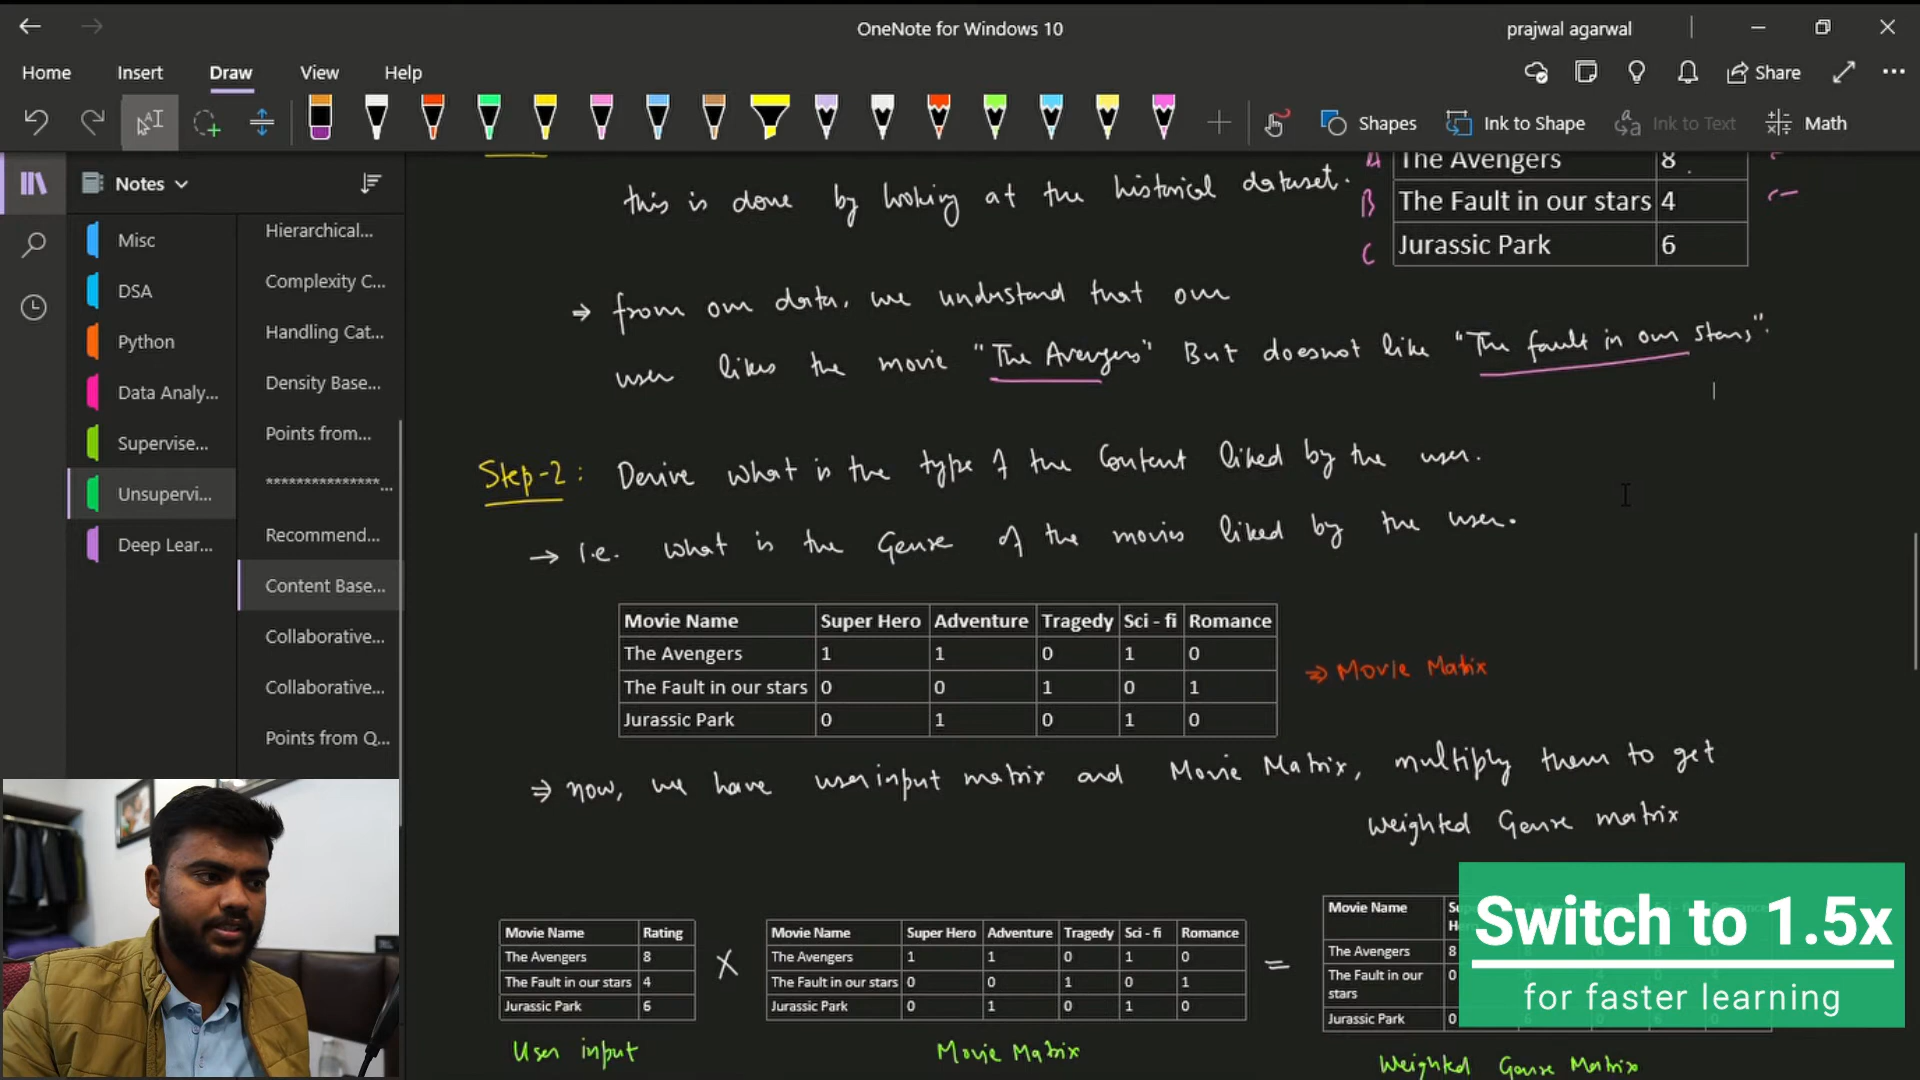 OneNote for Windows 10
prajwal agarwal
Home Insert Draw View Help
Share
Shapes Ink to Shape Ink to Text Math
Notes
Misc
DSA
Python
Data Analy...
Supervise...
Unsupervi...
Deep Lear...
Hierarchical...
Complexity C...
Handling Cat...
Density Base...
Points from...
***************...
Recommend...
Content Base...
Collaborative...
Collaborative...
Points from Q...
A The Avengers 8
B The Fault in our stars 4
C Jurassic Park 6
this is done by looking at the historical dataset.
⇒ from our data, we understand that our
user likes the movie "The Avengers" But doesnot like "The fault in our stars".
Step-2: Derive what is the type of the Content liked by the user.
→ i.e. what is the Genre of the movies liked by the user.
Movie Name Super Hero Adventure Tragedy Sci - fi Romance
The Avengers 1 1 0 1 0
The Fault in our stars 0 0 1 0 1
Jurassic Park 0 1 0 1 0
⇒ Movie Matrix
⇒ now, we have user input matrix and Movie Matrix, multiply them to get
Weighted Genre matrix
Movie Name Rating
The Avengers 8
The Fault in our stars 4
Jurassic Park 6
User input
X
Movie Name Super Hero Adventure Tragedy Sci - fi Romance
The Avengers 1 1 0 1 0
The Fault in our stars 0 0 1 0 1
Jurassic Park 0 1 0 1 0
Movie Matrix
=
Movie Name
The Avengers 8
The Fault in our 0
stars
Jurassic Park 0
Weighted Genre Matrix
Switch to 1.5x
for faster learning